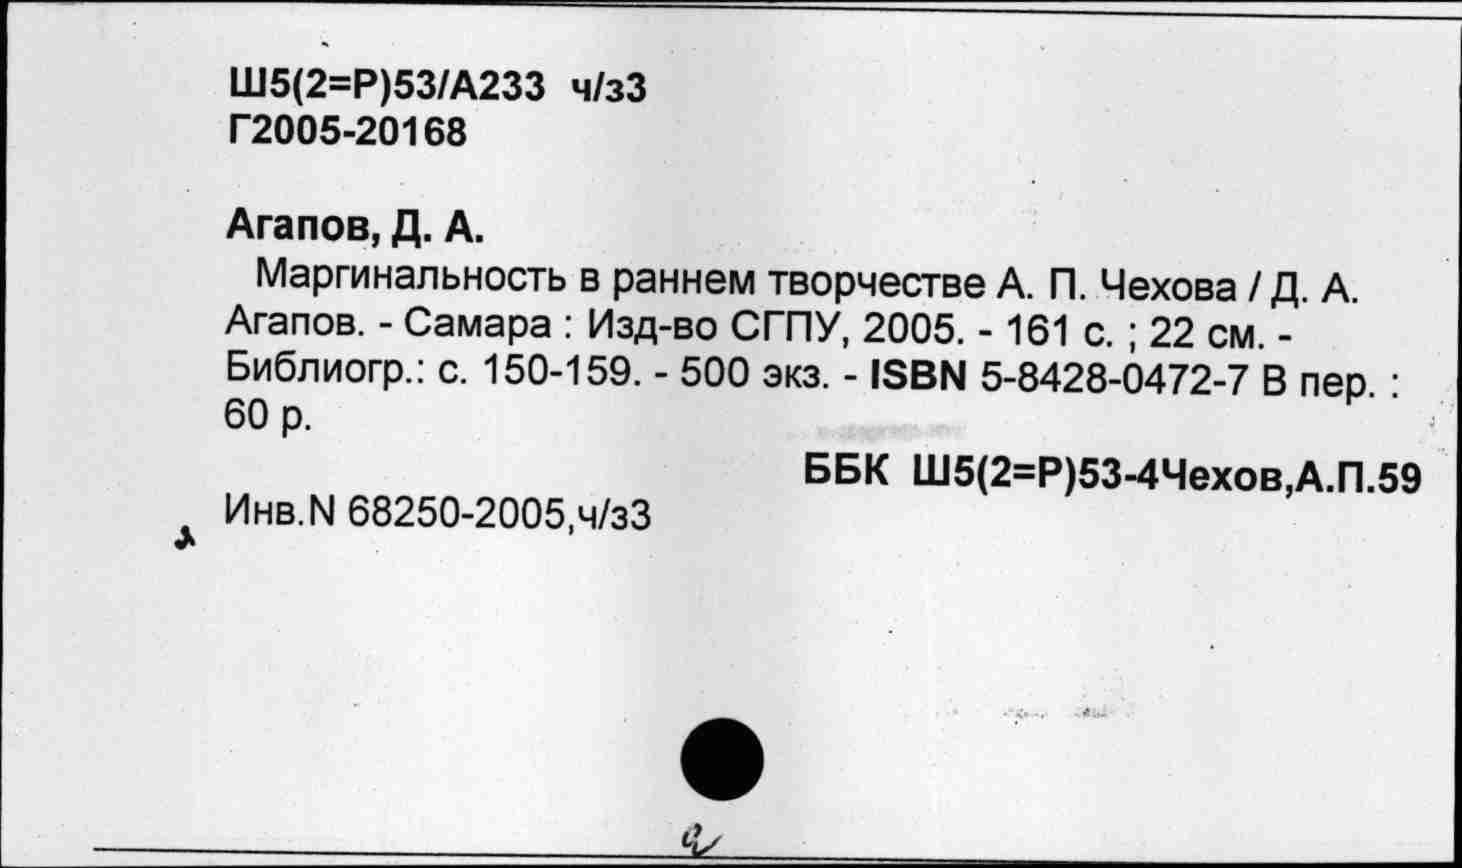 Ш5(2=Р)53/А233 ч/з3
Г2005-20168
Агапов, Д. А.
Маргинальность в раннем творчестве А. П. Чехова / Д. А.
Агапов. - Самара : Изд-во СГПУ, 2005. - 161 с. ; 22 см. -
Библиогр.: с. 150-159. - 500 экз. - ISBN 5-8428-0472-7 В пер. :
60 р.
ББК Ш5(2=Р)53-4Чехов,А.П.59
Инв.N 68250-2005,ч/з3